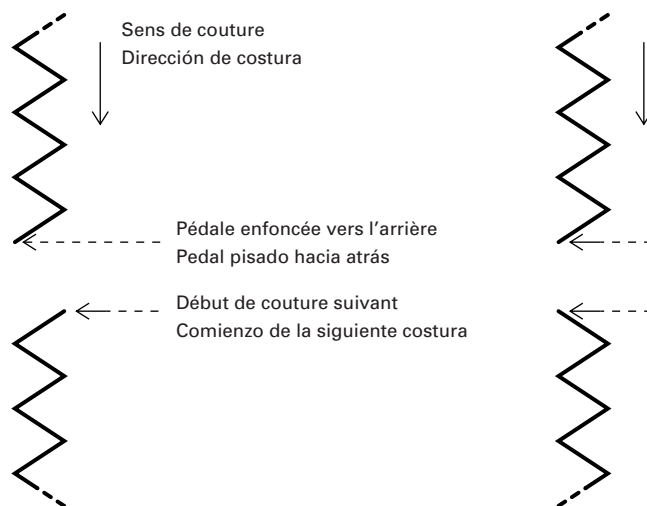 Sens de couture
Dirección de costura
Pédale enfoncée vers l’arrière
Pedal pisado hacia atrás
Début de couture suivant
Comienzo de la siguiente costura